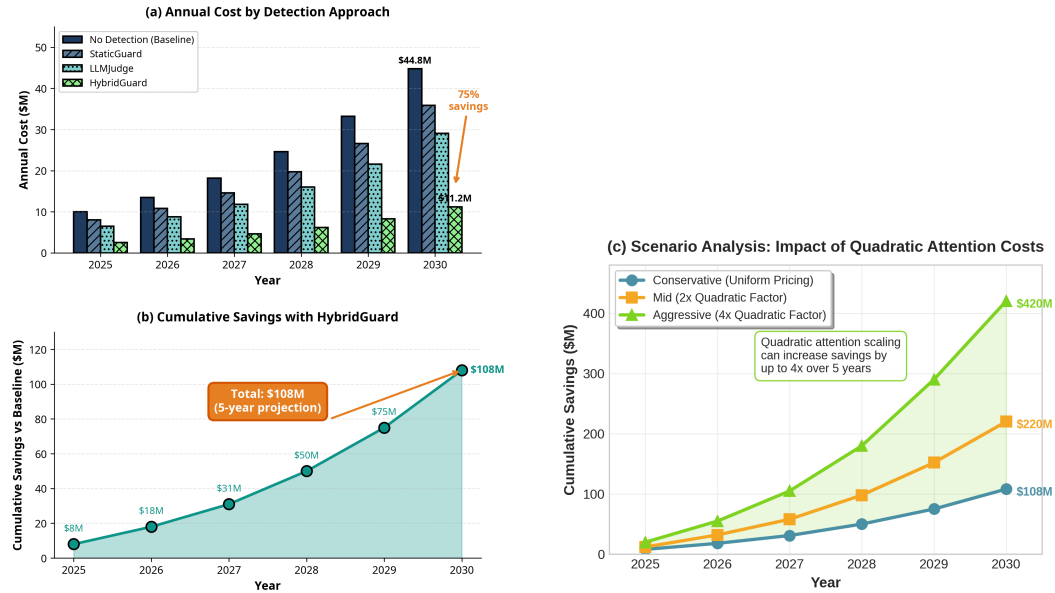 (a) Annual Cost by Detection Approach
Annual Cost ($M)
50
40
30
20
10
0
No Detection (Baseline)
StaticGuard
LLMJudge
HybridGuard
$44.8M
75%
savings
$11.2M
2025 2026 2027 2028 2029 2030
Year
(b) Cumulative Savings with HybridGuard
Cumulative Savings vs Baseline ($M)
120
100
80
60
40
20
0
Total: $108M
(5-year projection)
$8M
$18M
$31M
$50M
$75M
$108M
2025 2026 2027 2028 2029 2030
Year
(c) Scenario Analysis: Impact of Quadratic Attention Costs
Cumulative Savings ($M)
400
300
200
100
0
Conservative (Uniform Pricing)
Mid (2x Quadratic Factor)
Aggressive (4x Quadratic Factor)
Quadratic attention scaling
can increase savings by
up to 4x over 5 years
$420M
$220M
$108M
2025 2026 2027 2028 2029 2030
Year